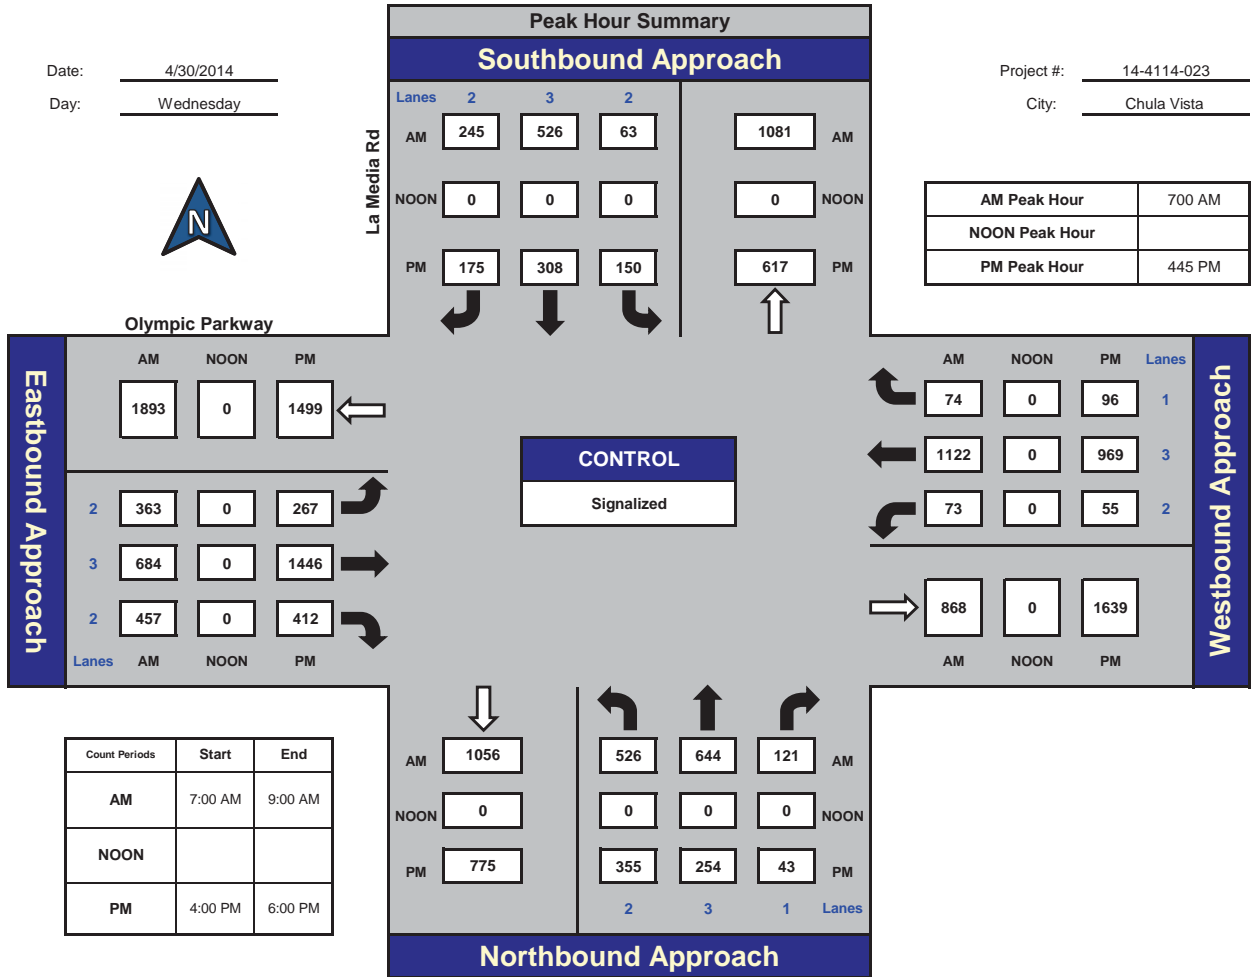 Peak Hour Summary
Southbound Approach
Date: 4/30/2014
Day: Wednesday
Project #: 14-4114-023
City: Chula Vista
La Media Rd
N
Lanes 2 3 2
AM 245 526 63 1081 AM
NOON 0 0 0 0 NOON
PM 175 308 150 617 PM
AM Peak Hour 700 AM
NOON Peak Hour
PM Peak Hour 445 PM
Olympic Parkway
Eastbound Approach
AM NOON PM
1893 0 1499
2 363 0 267
3 684 0 1446
2 457 0 412
Lanes AM NOON PM
CONTROL
Signalized
AM NOON PM Lanes
74 0 96 1
1122 0 969 3
73 0 55 2
868 0 1639
AM NOON PM
Westbound Approach
Count Periods Start End
AM 7:00 AM 9:00 AM
NOON
PM 4:00 PM 6:00 PM
AM 1056 526 644 121 AM
NOON 0 0 0 0 NOON
PM 775 355 254 43 PM
2 3 1 Lanes
Northbound Approach